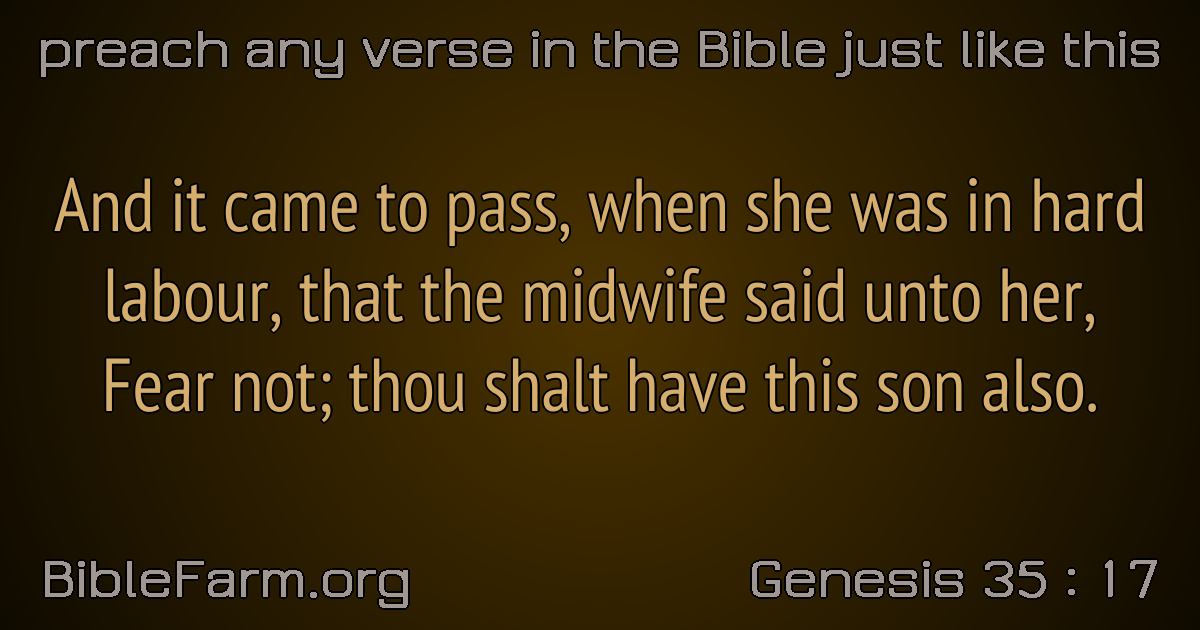 preach any verse in the Bible just like this
And it came to pass, when she was in hard
labour, that the midwife said unto her,
Fear not; thou shalt have this son also.
BibleFarm.org
Genesis 35 : 17